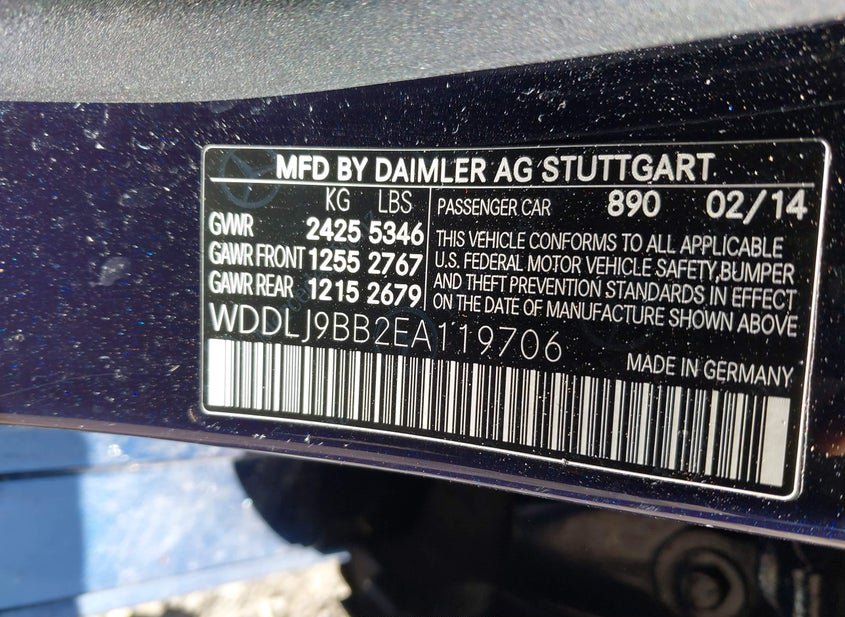 MFD BY DAIMLER AG STUTTGART
KG LBS
GVWR 2425 5346
GAWR FRONT 1255 2767
GAWR REAR 1215 2679
PASSENGER CAR 890 02/14
THIS VEHICLE CONFORMS TO ALL APPLICABLE
U.S. FEDERAL MOTOR VEHICLE SAFETY,BUMPER
AND THEFT PREVENTION STANDARDS IN EFFECT
ON THE DATE OF MANUFACTURE SHOWN ABOVE
WDDLJ9BB2EA119706
MADE IN GERMANY